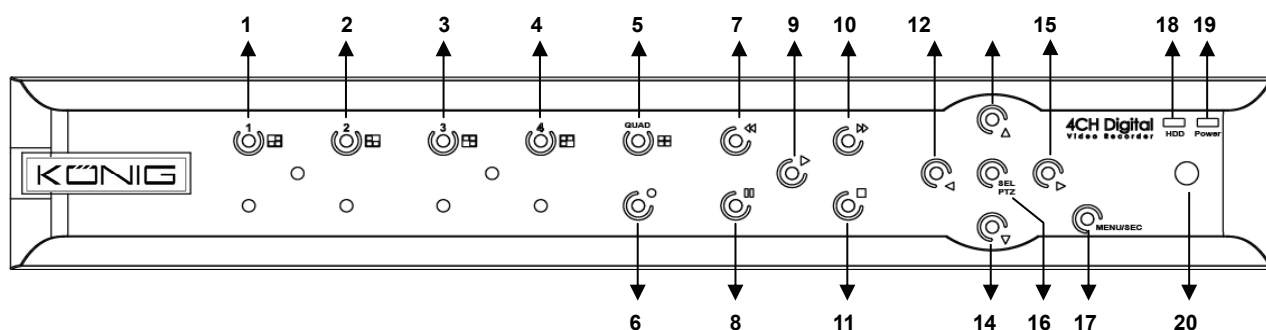 1 2 3 4 5 7 9 10 12 15 18 19
1 2 3 4 QUAD
4CH Digital
Video Recorder
HDD Power
KÖNIG
SEL
PTZ
MENU/SEC
6 8 11 14 16 17 20